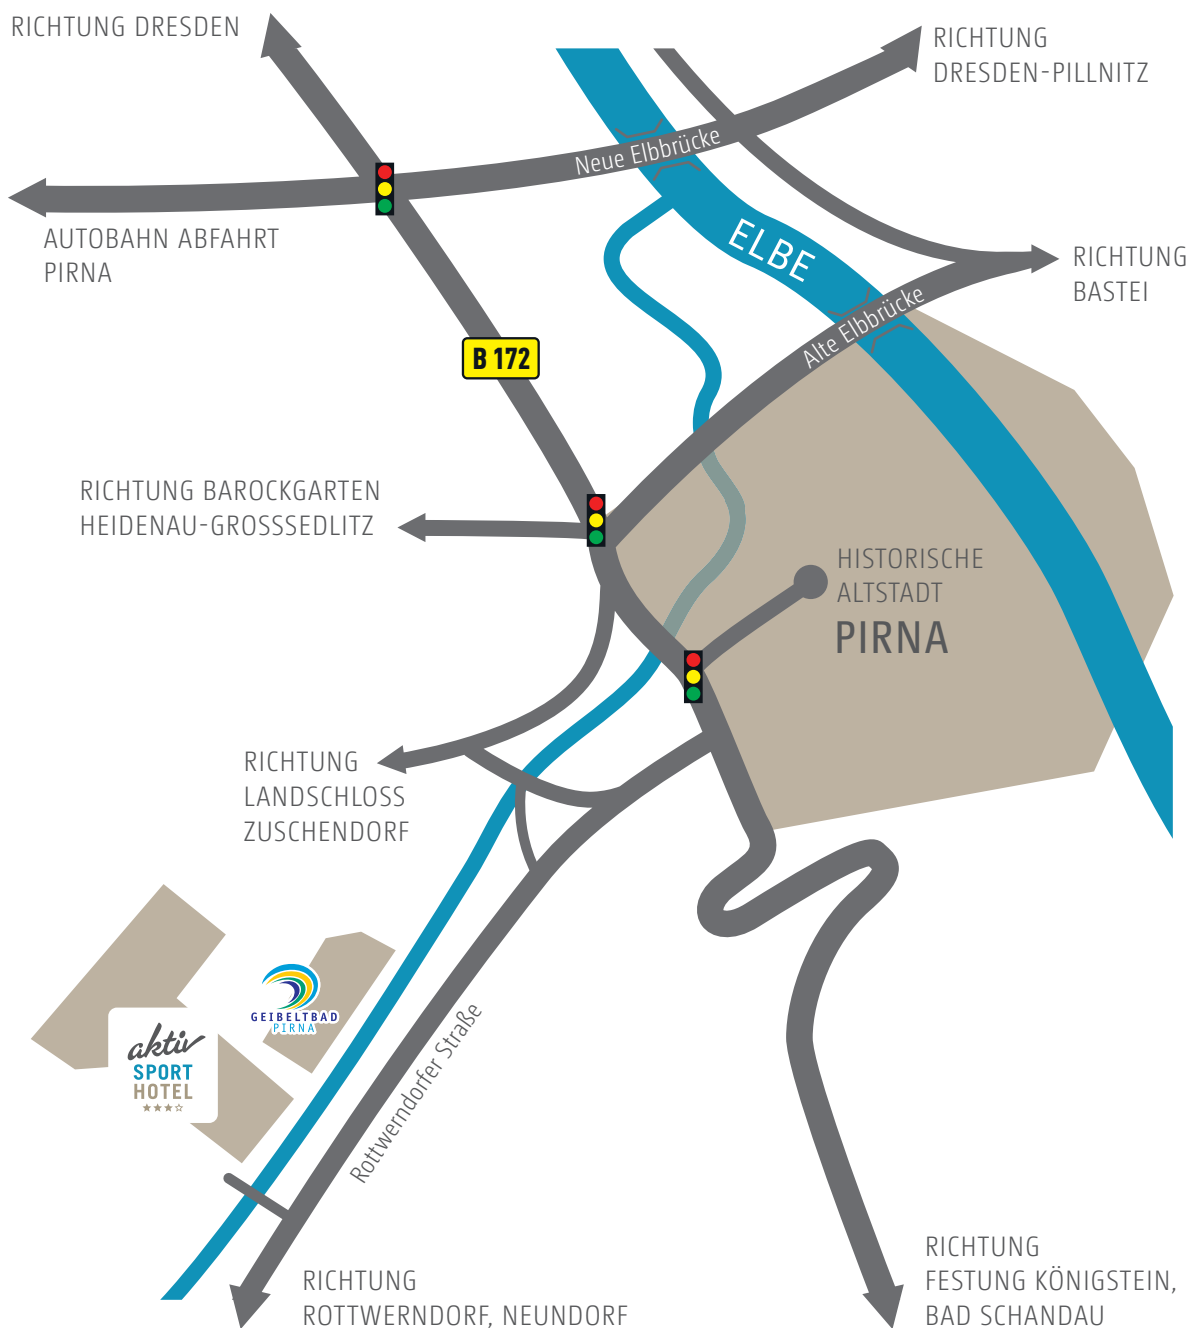 RICHTUNG DRESDEN
RICHTUNG
DRESDEN-PILLNITZ
Neue Elbbrücke
AUTOBAHN ABFAHRT
PIRNA
ELBE
RICHTUNG
BASTEI
Alte Elbbrücke
B 172
RICHTUNG BAROCKGARTEN
HEIDENAU-GROSSSEDLITZ
HISTORISCHE
ALTSTADT
PIRNA
RICHTUNG
LANDSCHLOSS
ZUSCHENDORF
GEIBELTBAD
PIRNA
aktiv
SPORT
HOTEL
Rottwerndorfer Straße
RICHTUNG
ROTTWERNDORF, NEUNDORF
RICHTUNG
FESTUNG KÖNIGSTEIN,
BAD SCHANDAU